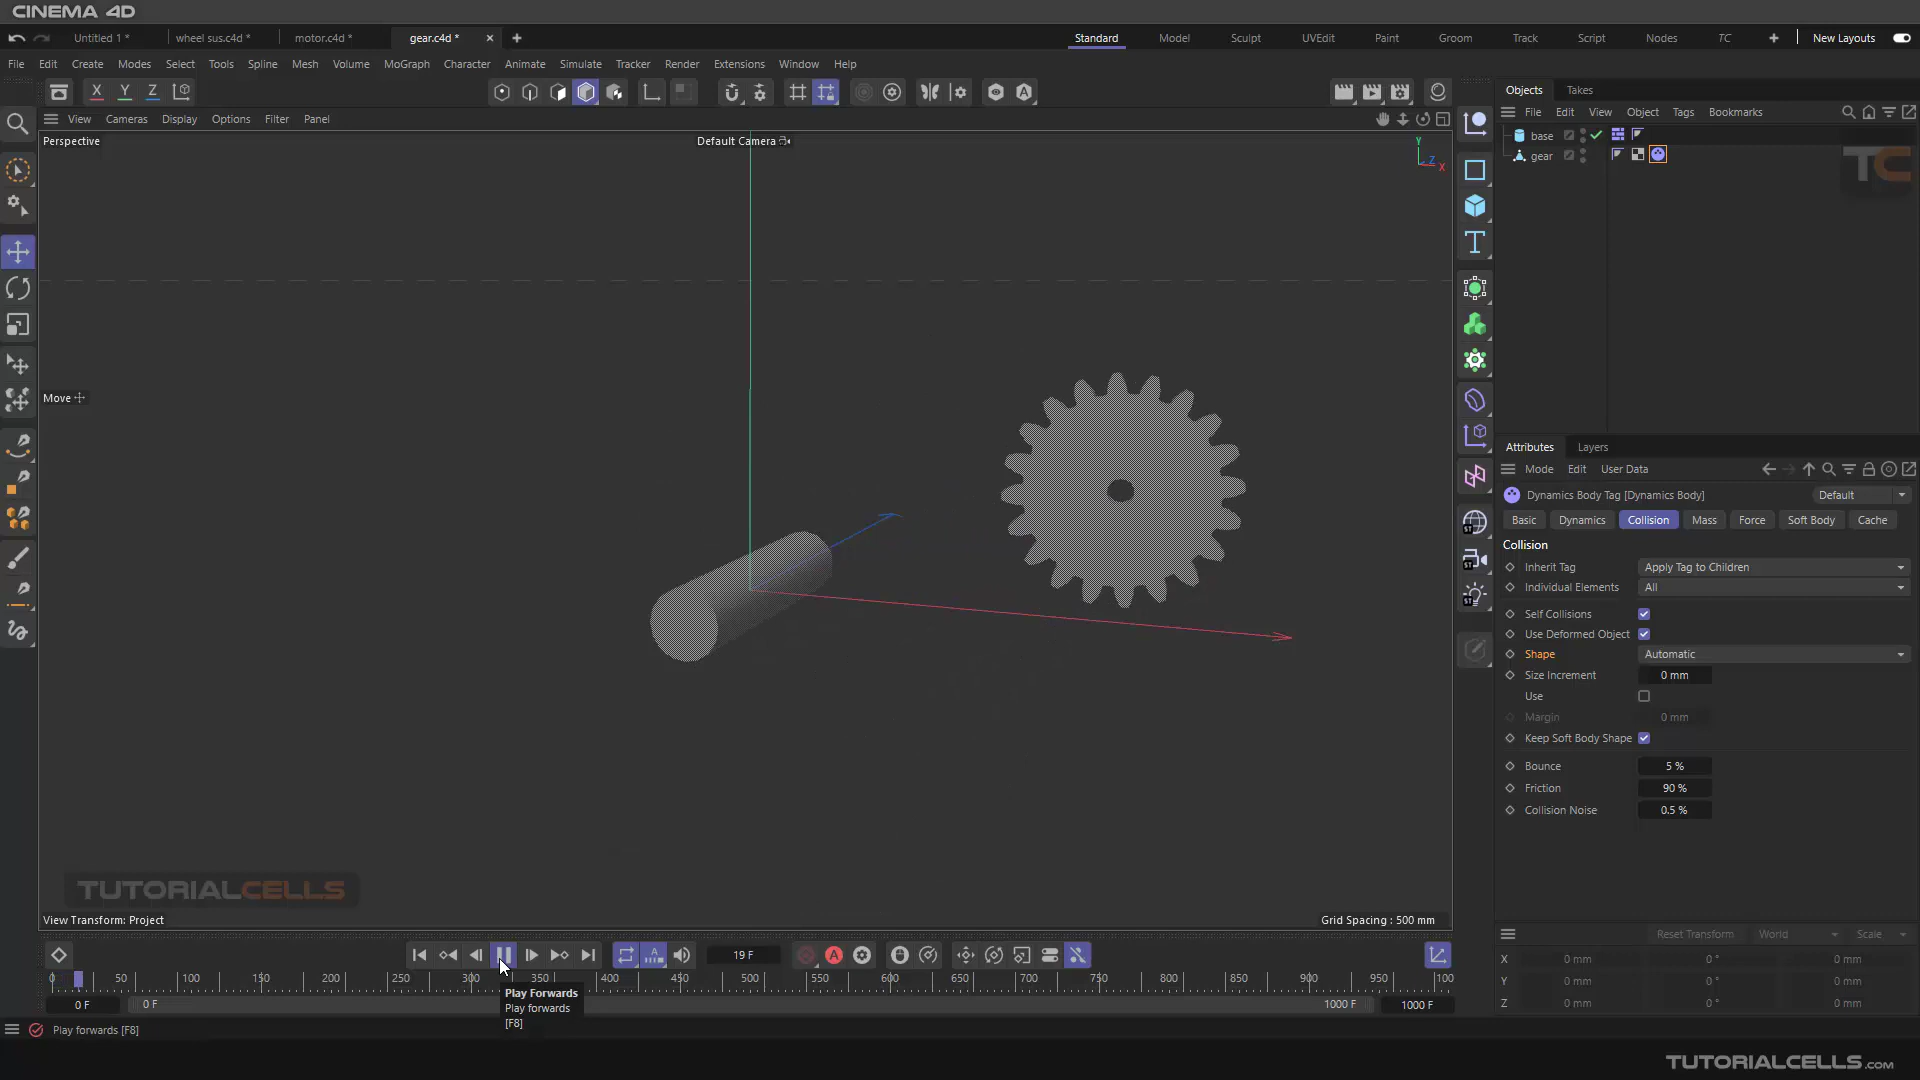 CINEMA 4D
Untitled 1 *
wheel sus.c4d *
motor.c4d *
gear.c4d *
Standard
Model
Sculpt
UVEdit
Paint
Groom
Track
Script
Nodes
TC
New Layouts
File Edit Create Modes Select Tools Spline Mesh Volume MoGraph Character Animate Simulate Tracker Render Extensions Window Help
X Y Z
View Cameras Display Options Filter Panel
Perspective
Default Camera
Y
Z
X
Move
TUTORIALCELLS
View Transform: Project
Grid Spacing : 500 mm
ST
ST
ST
Objects Takes
File Edit View Object Tags Bookmarks
base
gear
TC
Attributes Layers
Mode Edit User Data
Dynamics Body Tag [Dynamics Body]
Default
Basic Dynamics Collision Mass Force Soft Body Cache
Collision
Inherit Tag Apply Tag to Children
Individual Elements All
Self Collisions
Use Deformed Object
Shape Automatic
Size Increment 0 mm
Use
Margin 0 mm
Keep Soft Body Shape
Bounce 5 %
Friction 90 %
Collision Noise 0.5 %
Reset Transform World Scale
X 0 mm 0 ° 0 mm
Y 0 mm 0 ° 0 mm
Z 0 mm 0 ° 0 mm
19 F
0 50 100 150 200 250 300 350 400 450 500 550 600 650 700 750 800 850 900 950 100
0 F
0 F
1000 F
1000 F
Play Forwards
Play forwards
[F8]
Play forwards [F8]
TUTORIALCELLS.com